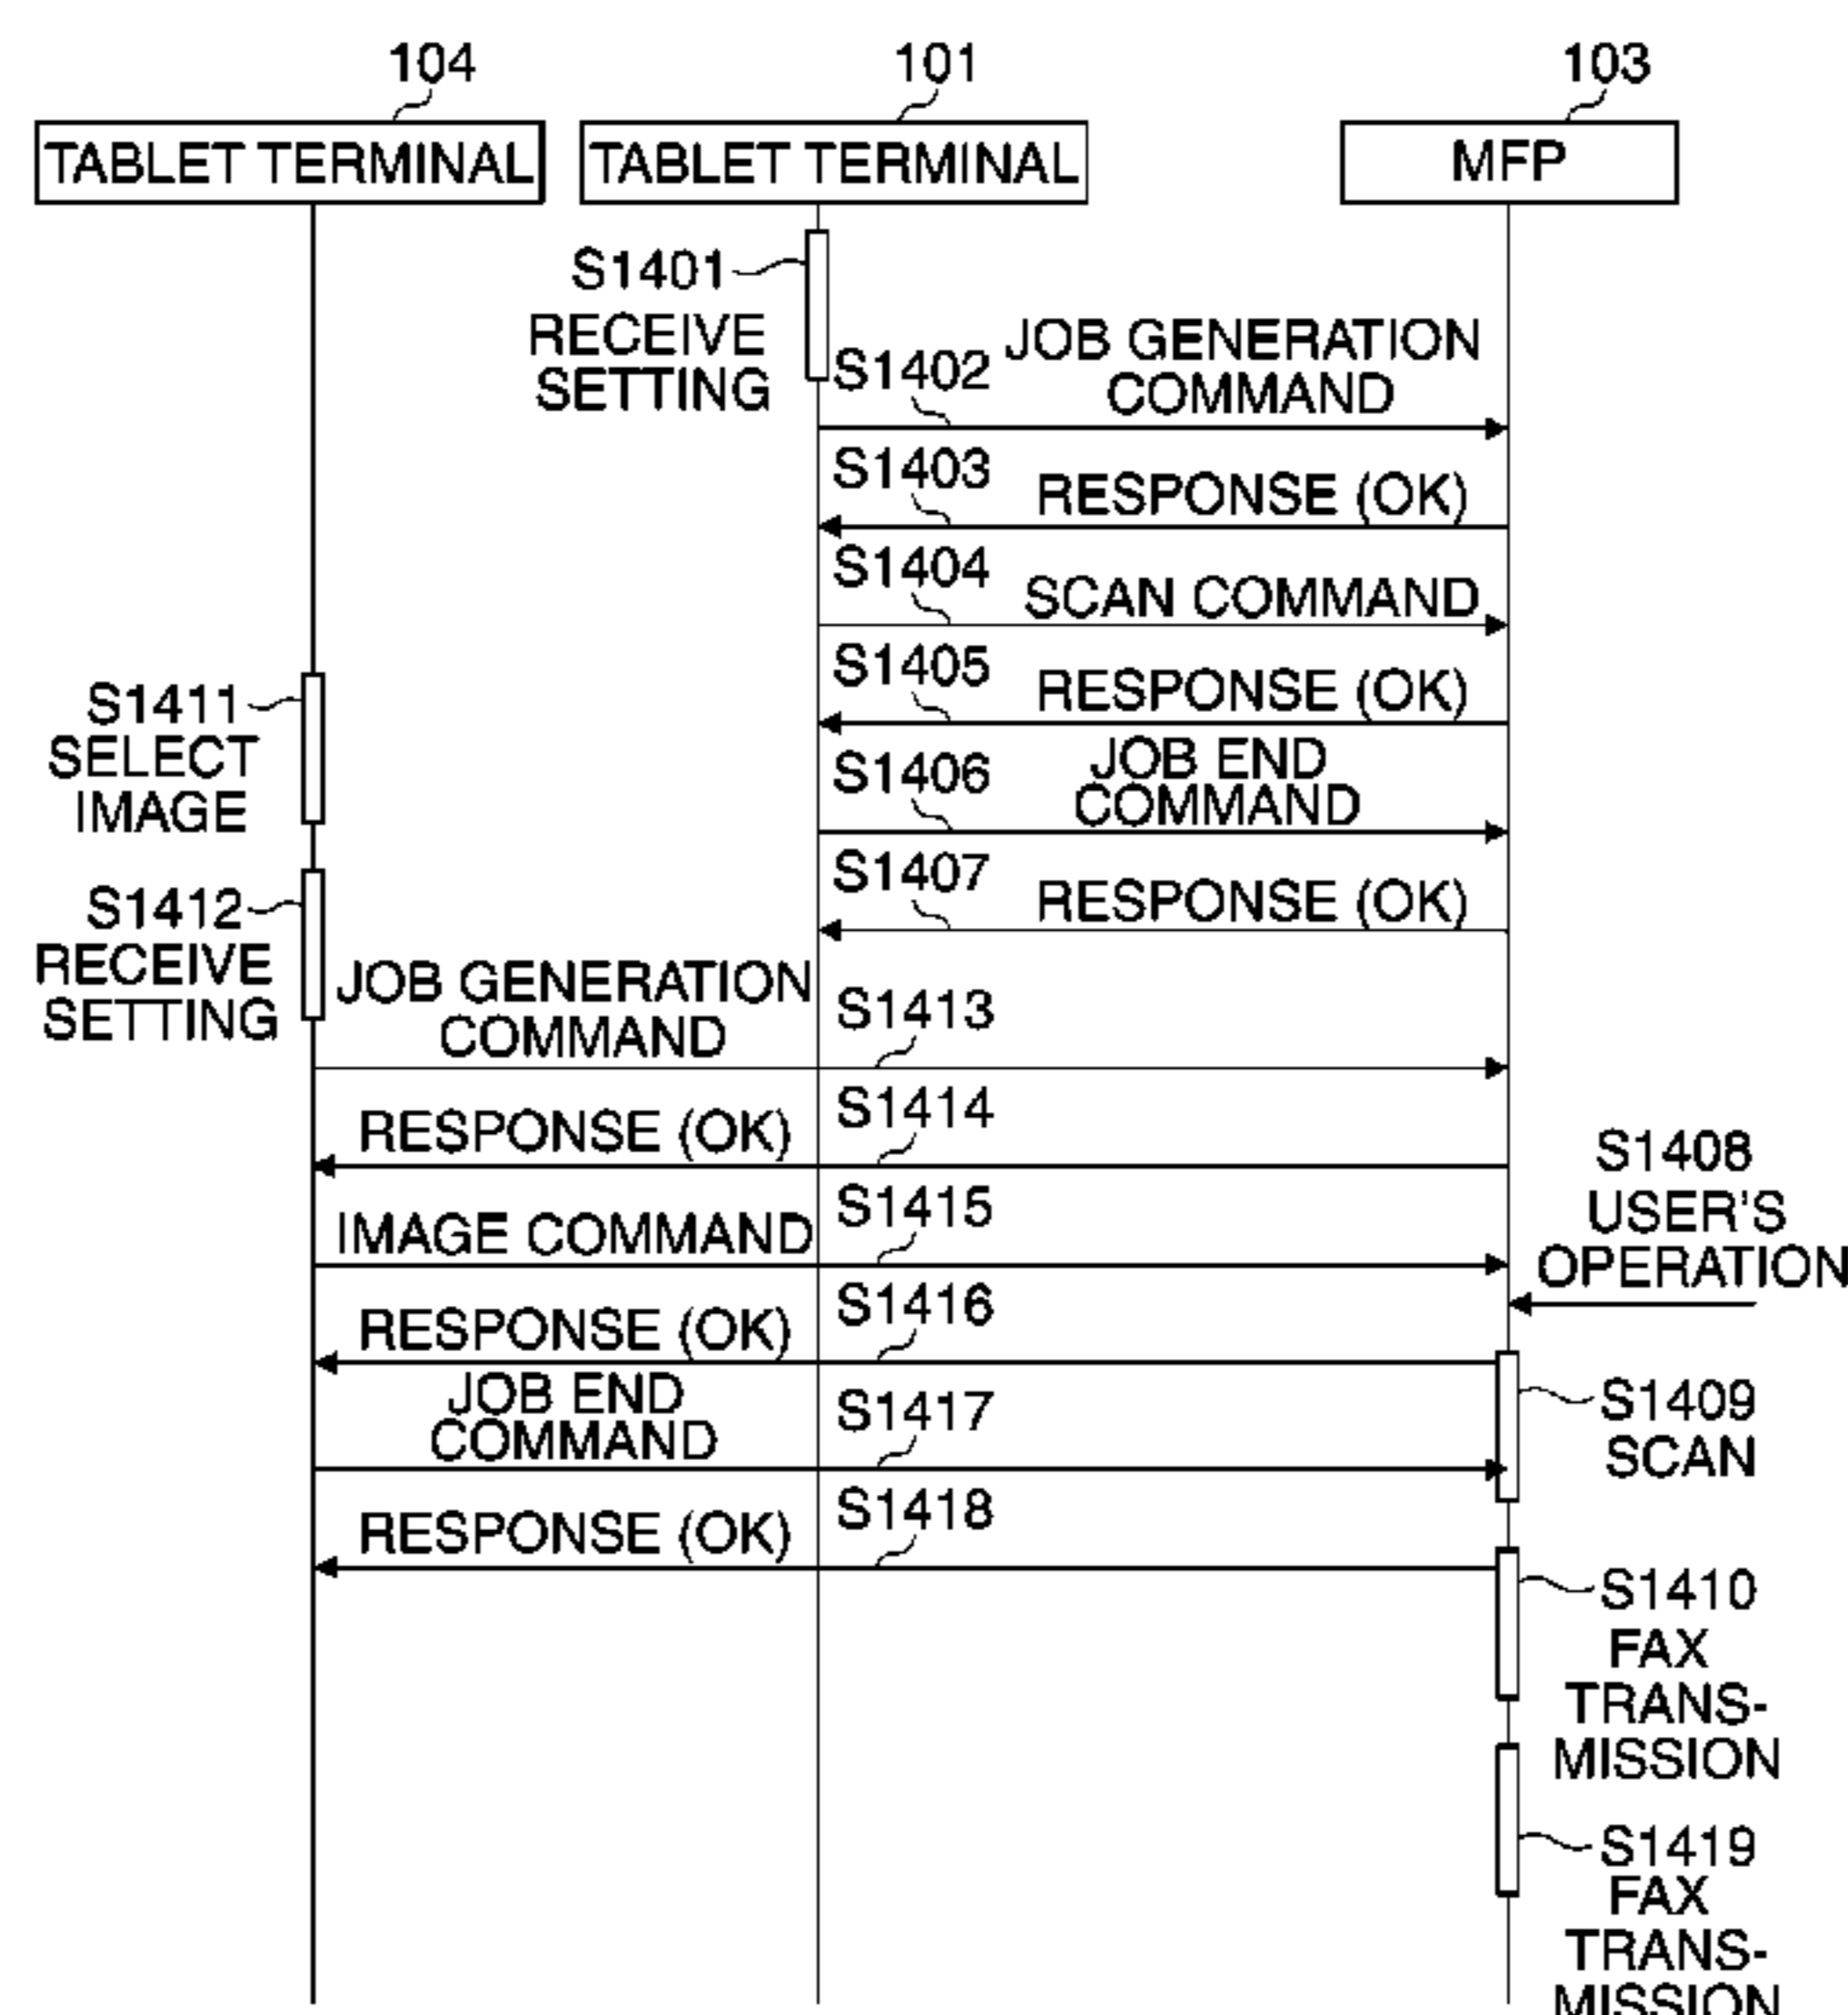 104
101
103
TABLET TERMINAL
TABLET TERMINAL
MFP
S1401
RECEIVE
SETTING
S1402
JOB GENERATION
COMMAND
S1403
RESPONSE (OK)
S1404
SCAN COMMAND
S1405
RESPONSE (OK)
S1411
SELECT
IMAGE
S1406
JOB END
COMMAND
S1407
RESPONSE (OK)
S1412
RECEIVE
SETTING
JOB GENERATION
COMMAND
S1413
RESPONSE (OK)
S1414
S1408
USER'S
OPERATION
IMAGE COMMAND
S1415
RESPONSE (OK)
S1416
JOB END
COMMAND
S1417
S1409
SCAN
RESPONSE (OK)
S1418
S1410
FAX
TRANS-
MISSION
S1419
FAX
TRANS-
MISSION